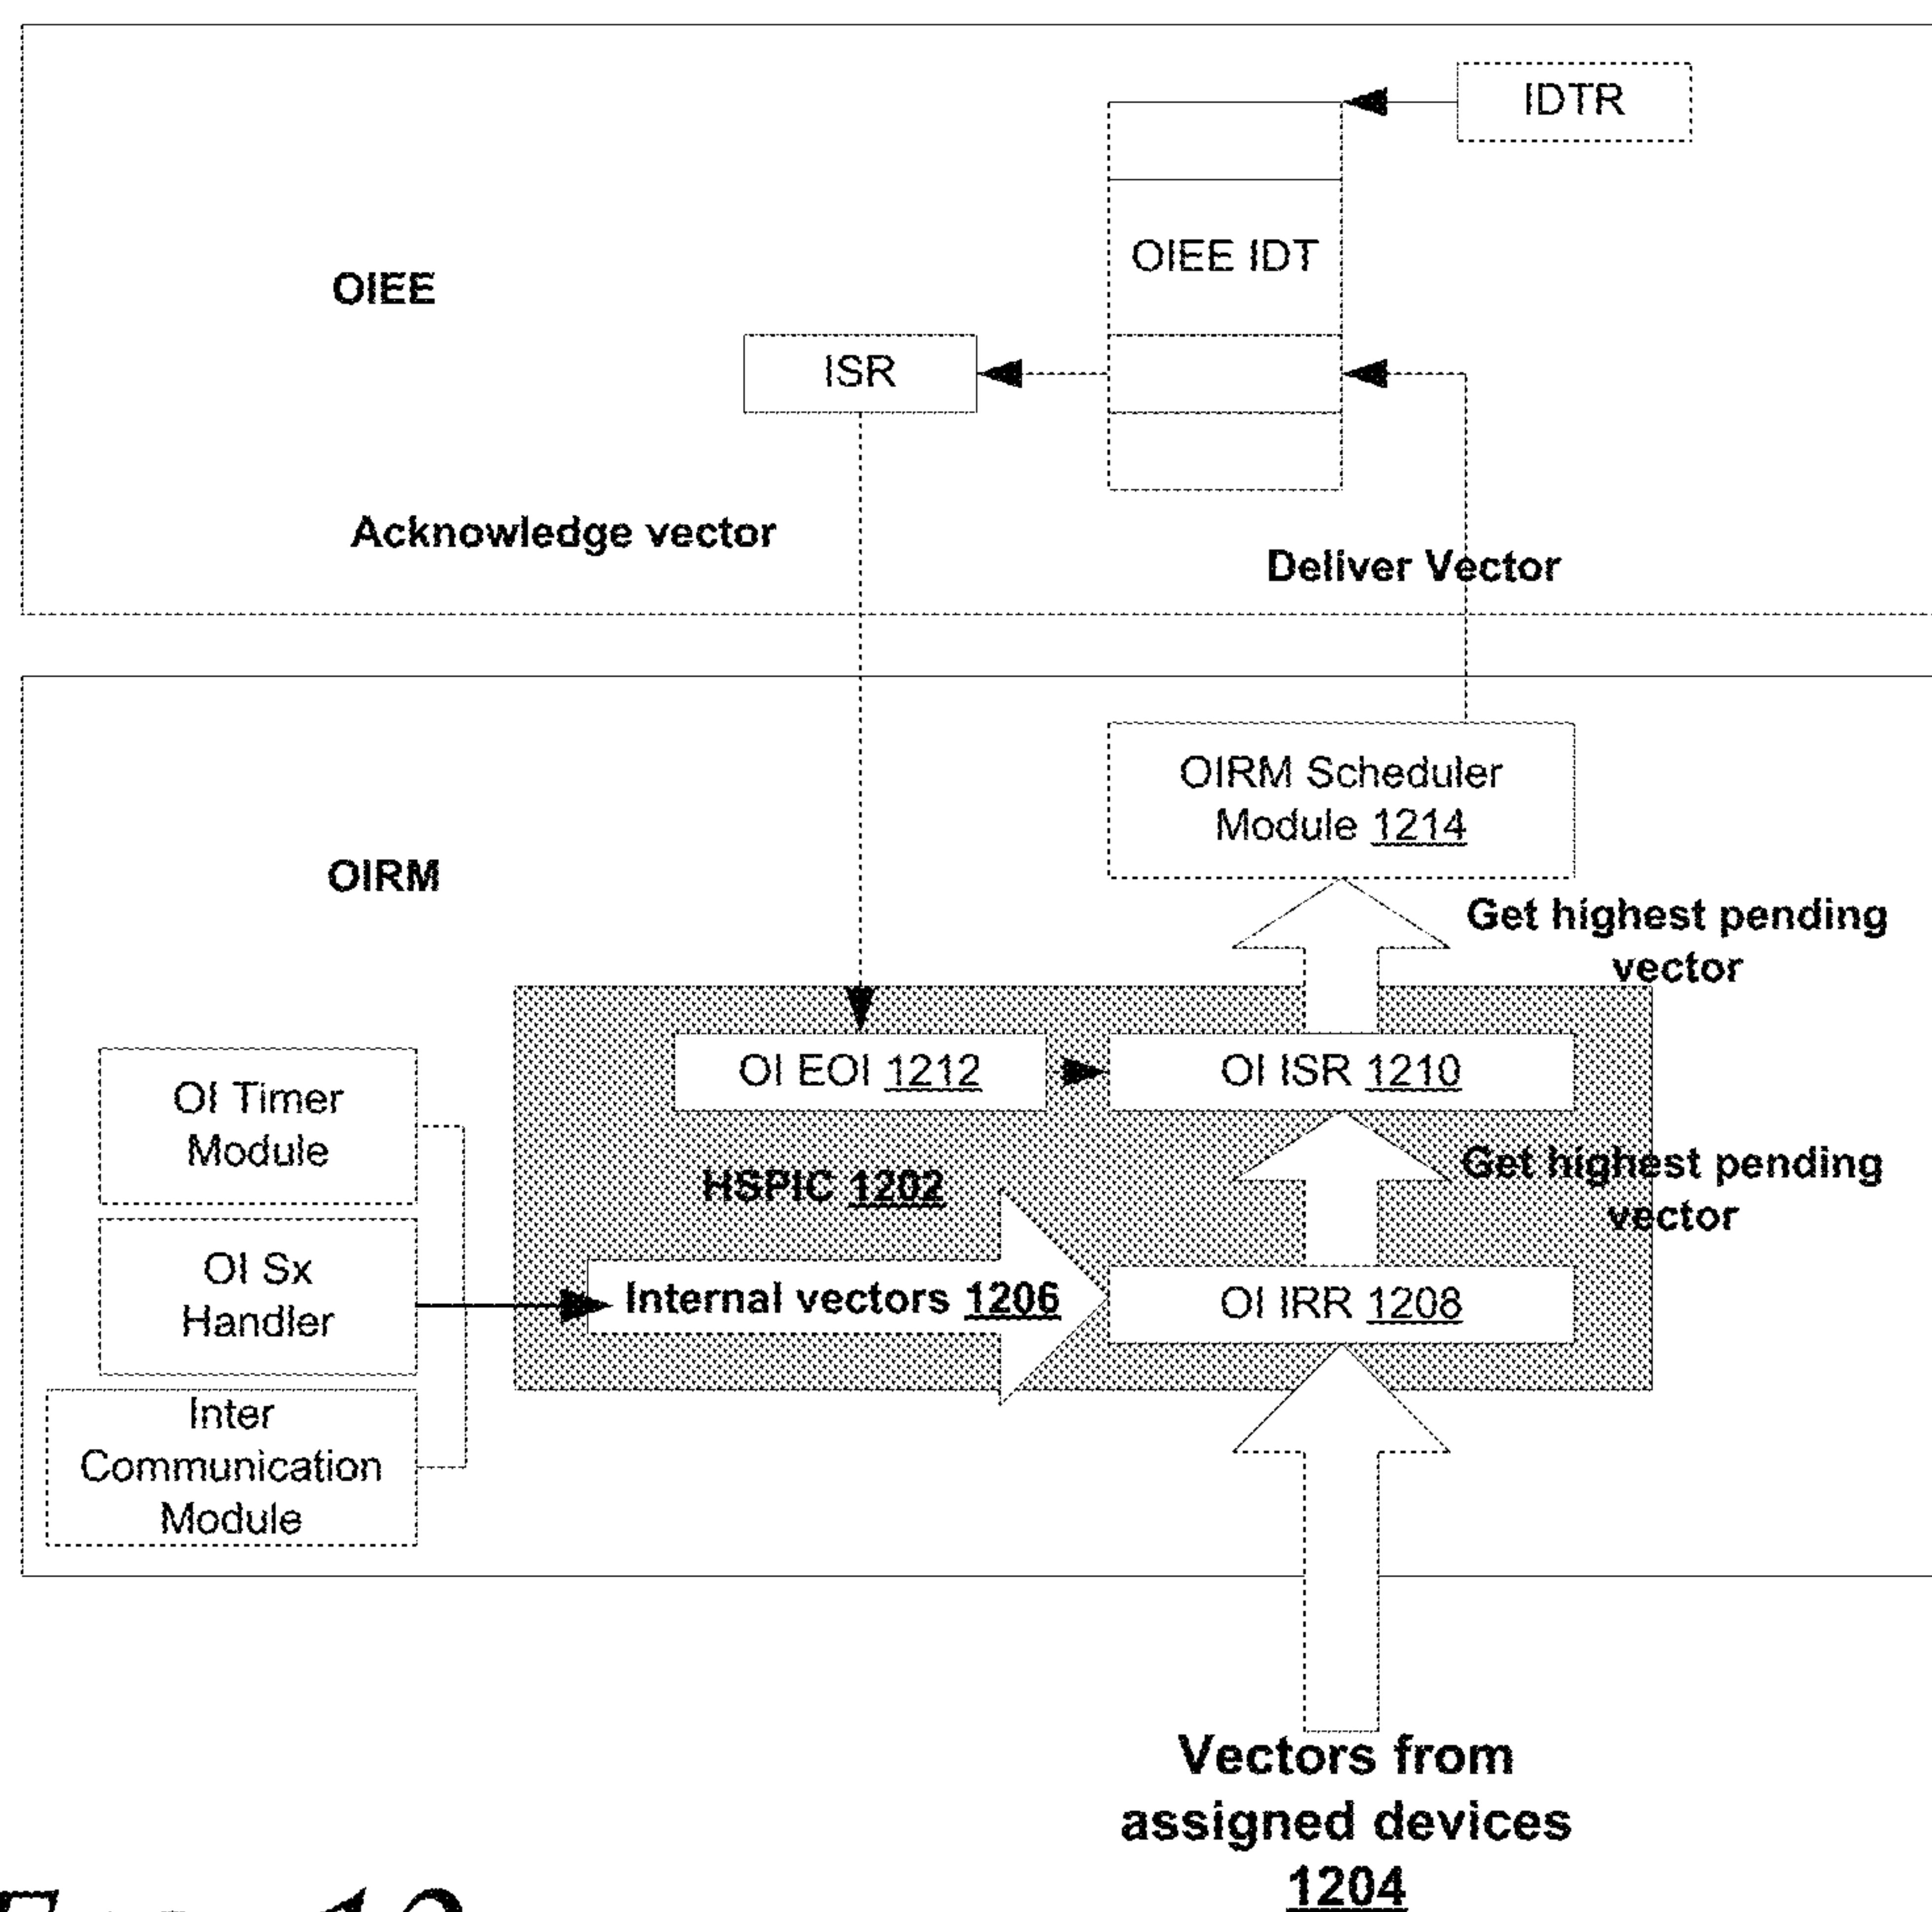 IDTR
OIEE IDT
OIEE
ISR
Acknowledge vector
Deliver Vector
OIRM Scheduler
Module 1214
OIRM
Get highest pending
vector
OI EOI 1212
OI ISR 1210
OI Timer
Module
HSPIC 1202
Get highest pending
vector
OI Sx
Handler
Internal vectors 1206
OI IRR 1208
Inter
Communication
Module
Vectors from
assigned devices
1204